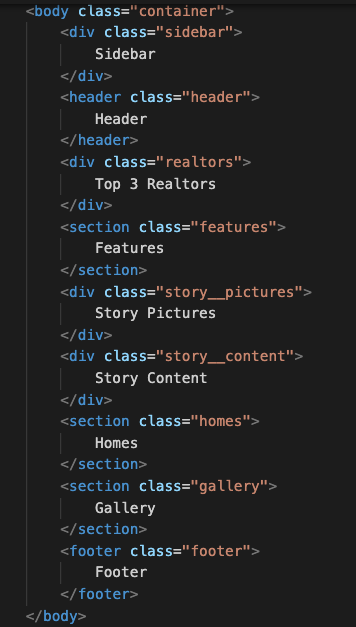 <body class="container">
<div class="sidebar">
Sidebar
</div>
<header class="header">
Header
</header>
<div class="realtors">
Top 3 Realtors
</div>
<section class="features">
Features
</section>
<div class="story__pictures">
Story Pictures
</div>
<div class="story__content">
Story Content
</div>
<section class="homes">
Homes
</section>
<section class="gallery">
Gallery
</section>
<footer class="footer">
Footer
</footer>
</body>